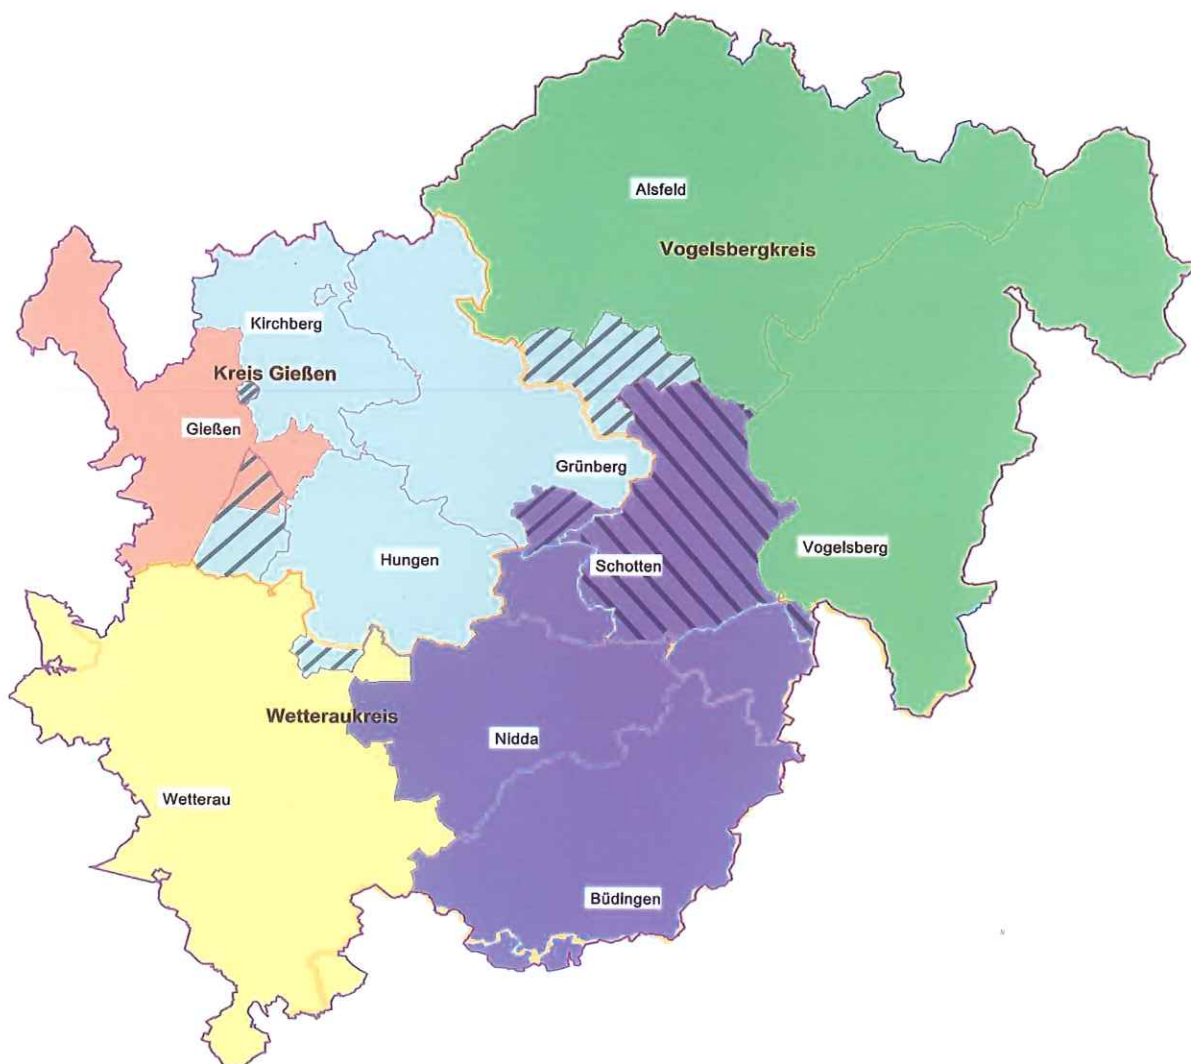 Alsfeld
Vogelsbergkreis
Kirchberg
Kreis Gießen
Gießen
Grünberg
Hungen
Schotten
Vogelsberg
Wetteraukreis
Nidda
Wetterau
Büdingen